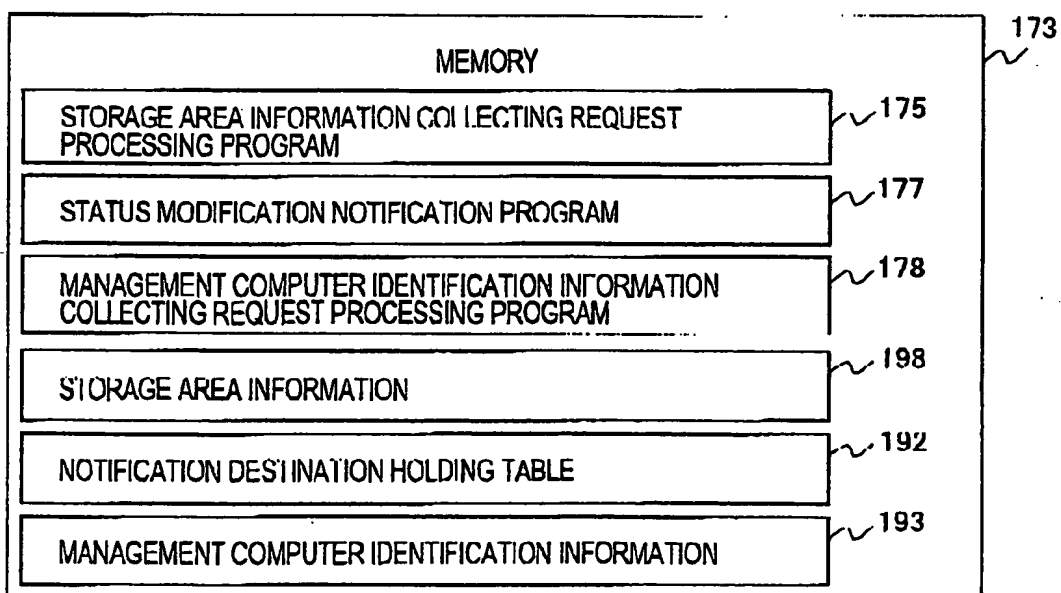 173
MEMORY
STORAGE AREA INFORMATION COLLECTING REQUEST
PROCESSING PROGRAM
175
STATUS MODIFICATION NOTIFICATION PROGRAM
177
MANAGEMENT COMPUTER IDENTIFICATION INFORMATION
COLLECTING REQUEST PROCESSING PROGRAM
178
STORAGE AREA INFORMATION
198
NOTIFICATION DESTINATION HOLDING TABLE
192
MANAGEMENT COMPUTER IDENTIFICATION INFORMATION
193